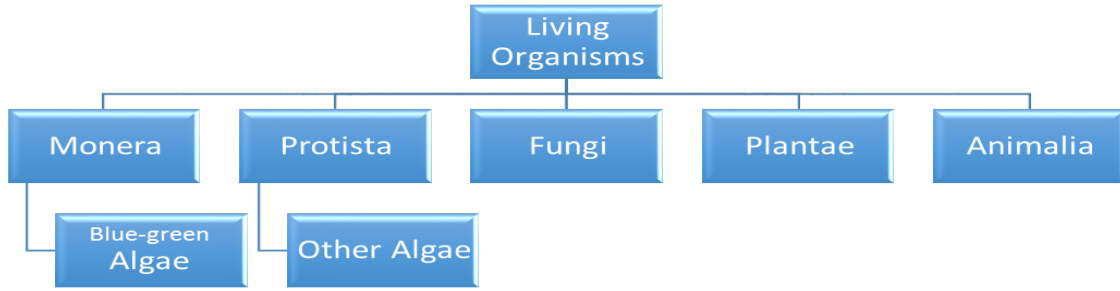 Living
Organisms
Monera
Protista
Fungi
Plantae
Animalia
Blue-green
Algae
Other Algae